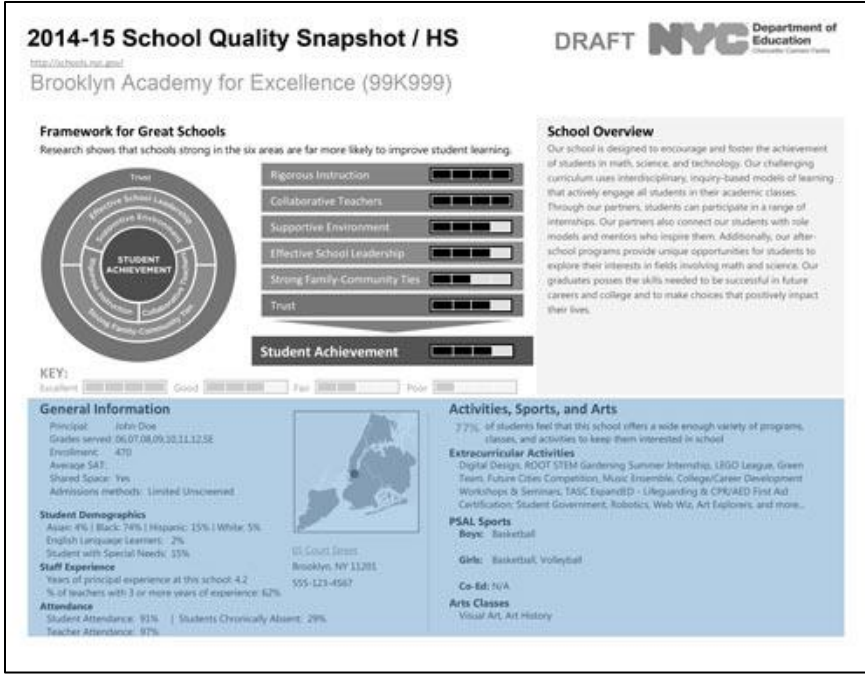 2014-15 School Quality Snapshot / HS
DRAFT
NYC
Department of
Education
Chancellor Carmen Fariña
http://schools.nyc.gov/
Brooklyn Academy for Excellence (99K999)
Framework for Great Schools
Research shows that schools strong in the six areas are far more likely to improve student learning.
Trust
Effective School Leadership
Supportive Environment
STUDENT
ACHIEVEMENT
Rigorous Instruction
Collaborative Teachers
Strong Family-Community Ties
Rigorous Instruction
Collaborative Teachers
Supportive Environment
Effective School Leadership
Strong Family-Community Ties
Trust
Student Achievement
KEY:
Excellent
Good
Fair
Poor
School Overview
Our school is designed to encourage and foster the achievement
of students in math, science, and technology. Our challenging
curriculum uses interdisciplinary, inquiry-based models of learning
that actively engage all students in their academic classes.
Through our partners, students can participate in a range of
internships. Our partners also connect our students with role
models and mentors who inspire them. Additionally, our after-
school programs provide unique opportunities for students to
explore their interests in fields involving math and science. Our
graduates posses the skills needed to be successful in future
careers and college and to make choices that positively impact
their lives.
General Information
Principal: John Doe
Grades served: 06,07,08,09,10,11,12,SE
Enrollment: 470
Average SAT:
Shared Space: Yes
Admissions methods: Limited Unscreened
Student Demographics
Asian: 4% | Black: 74% | Hispanic: 15% | White: 5%
English Language Learners: 2%
Student with Special Needs: 15%
Staff Experience
Years of principal experience at this school: 4.2
% of teachers with 3 or more years of experience: 62%
Attendance
Student Attendance: 91% | Students Chronically Absent: 29%
Teacher Attendance: 97%
65 Court Street
Brooklyn, NY 11201
555-123-4567
Activities, Sports, and Arts
77% of students feel that this school offers a wide enough variety of programs,
classes, and activities to keep them interested in school
Extracurricular Activities
Digital Design, ROOT STEM Gardening Summer Internship, LEGO League, Green
Team, Future Cities Competition, Music Ensemble, College/Career Development
Workshops & Seminars, TASC ExpandED - Lifeguarding & CPR/AED First Aid
Certification; Student Government, Robotics, Web Wiz, Art Explorers, and more...
PSAL Sports
Boys: Basketball
Girls: Basketball, Volleyball
Co-Ed: N/A
Arts Classes
Visual Art, Art History